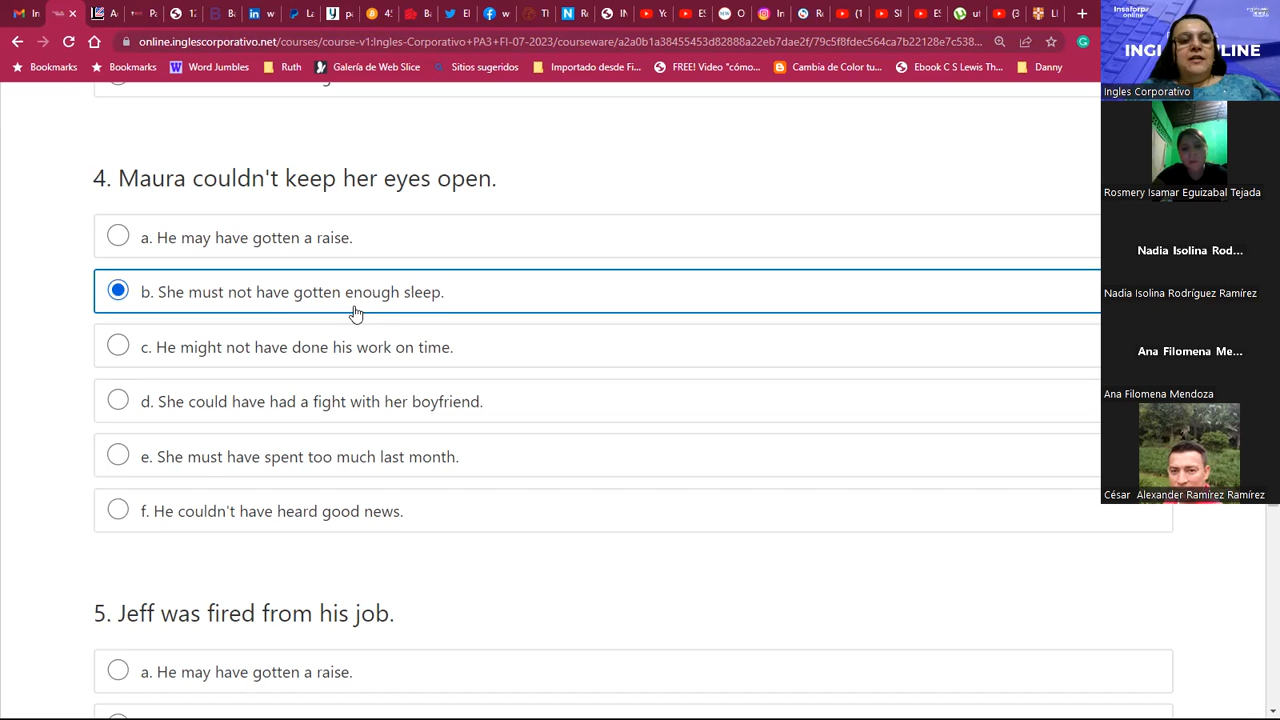 online.inglescorporativo.net/courses/course-v1:Ingles-Corporativo+PA3+FI-07-2023/courseware/a2a0b1a38455453d82888a22eb7dae2f/79c5f8fdec564ca7b22128e7c538...
Bookmarks Bookmarks Word Jumbles Ruth Galería de Web Slice Sitios sugeridos Importado desde Fi... FREE! Video "cómo... Cambia de Color tu... Ebook C S Lewis Th... Danny
4. Maura couldn't keep her eyes open.
a. He may have gotten a raise.
b. She must not have gotten enough sleep.
c. He might not have done his work on time.
d. She could have had a fight with her boyfriend.
e. She must have spent too much last month.
f. He couldn't have heard good news.
5. Jeff was fired from his job.
a. He may have gotten a raise.
Insaforp
online
Ingles Corporativo
Rosmery Isamar Eguizabal Tejada
Nadia Isolina Rod...
Nadia Isolina Rodríguez Ramírez
Ana Filomena Me...
Ana Filomena Mendoza
César Alexander Ramírez Ramírez